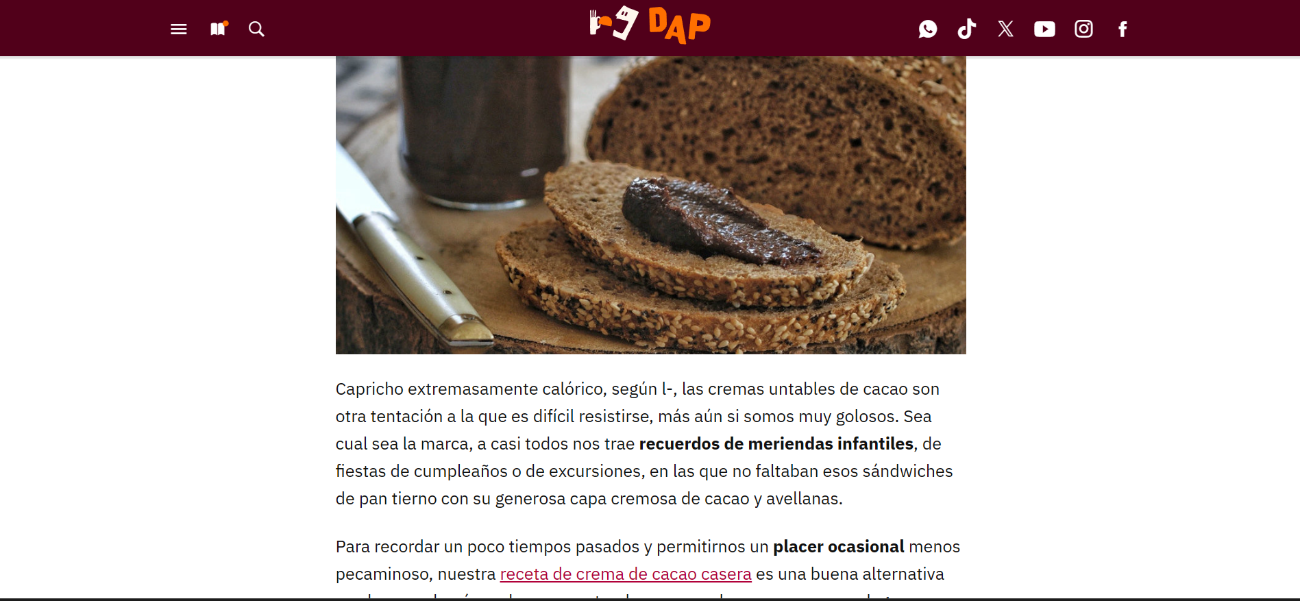 DAP
Capricho extremasamente calórico, según l-, las cremas untables de cacao son
otra tentación a la que es difícil resistirse, más aún si somos muy golosos. Sea
cual sea la marca, a casi todos nos trae recuerdos de meriendas infantiles, de
fiestas de cumpleaños o de excursiones, en las que no faltaban esos sándwiches
de pan tierno con su generosa capa cremosa de cacao y avellanas.
Para recordar un poco tiempos pasados y permitirnos un placer ocasional menos
pecaminoso, nuestra receta de crema de cacao casera es una buena alternativa